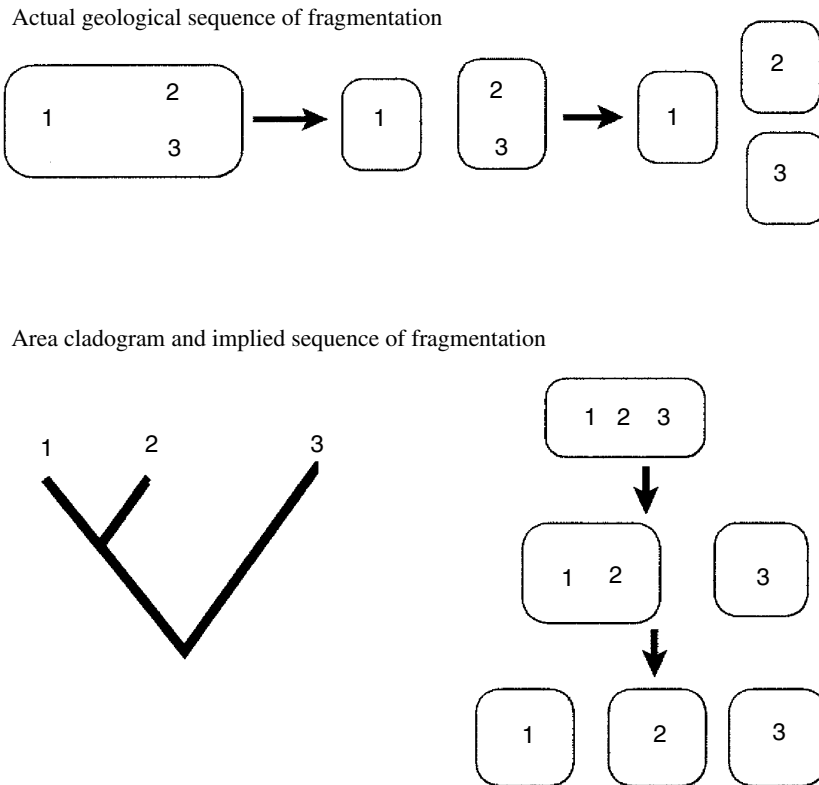 Actual geological sequence of fragmentation
1 2 3
1
2
3
1
2
3
Area cladogram and implied sequence of fragmentation
1 2 3
1 2 3
1 2
3
1
2
3